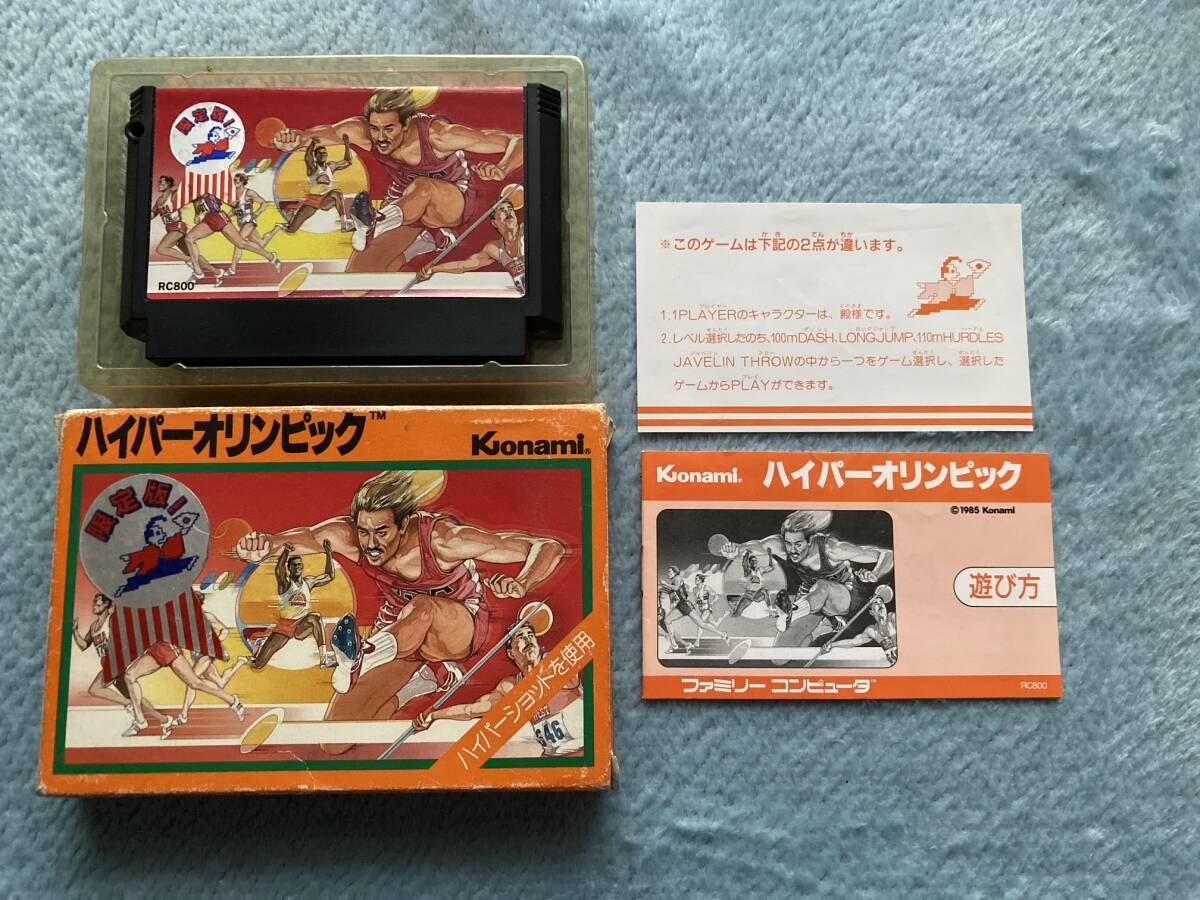 限定版!
RC800
ハイパーオリンピック™
Konami®
限定版!
ハイパーショットを使用
646
※このゲームは下記の2点が違います。
1.1PLAYERのキャラクターは、殿様です。
2.レベル選択したのち、100mDASH、LONG JUMP、110mHURDLES
JAVELIN THROWの中から一つをゲーム選択し、選択した
ゲームからPLAYができます。
Konami® ハイパーオリンピック
©1985 Konami
遊び方
ファミリー コンピュータ™
RC800